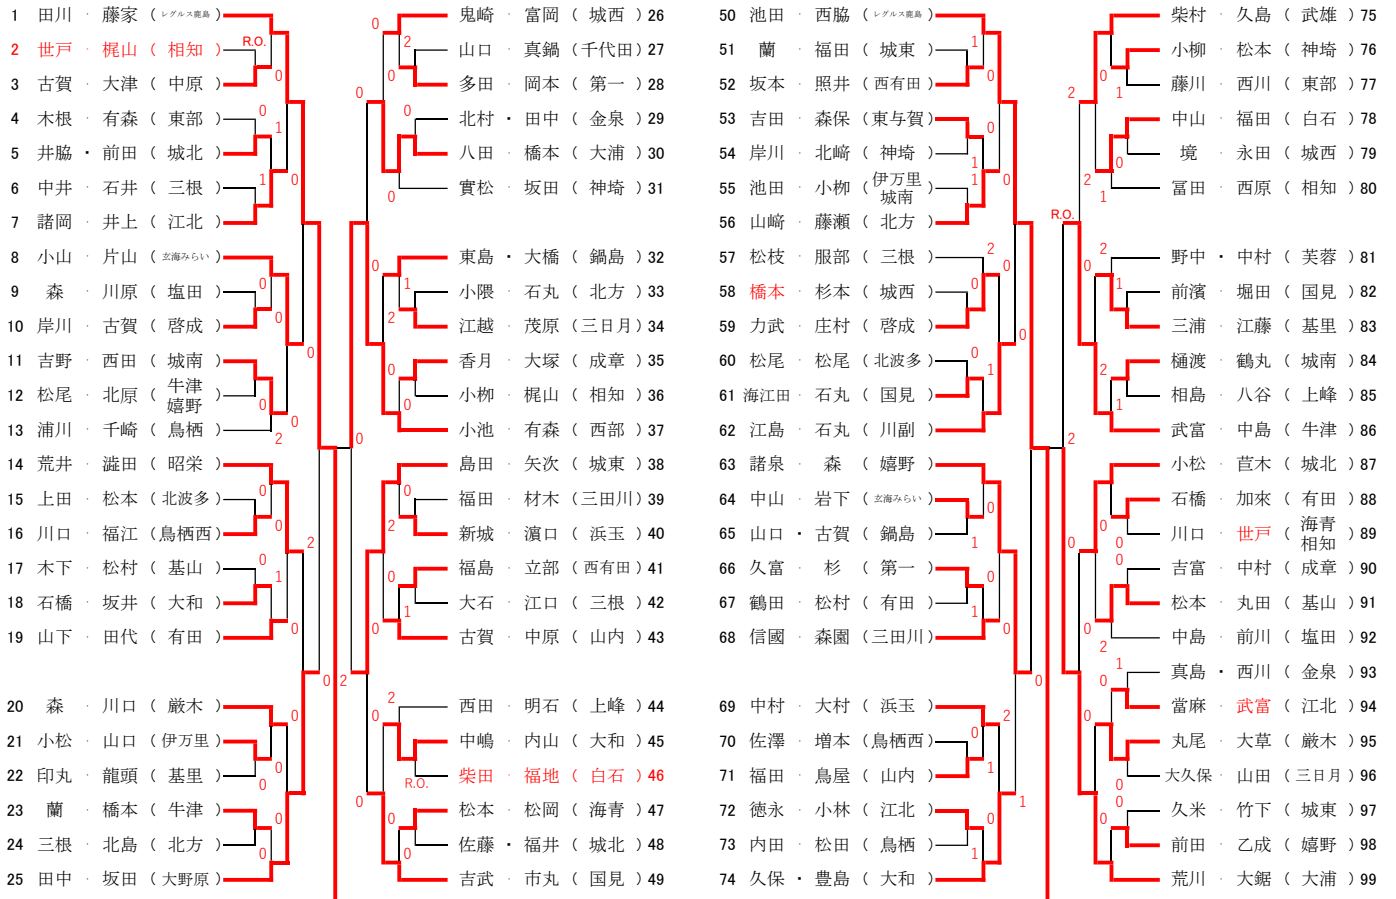 1 田川 ・ 藤家 ( レグルス鹿島 )
2 世戸 ・ 梶山 ( 相知 )
3 古賀 ・ 大津 ( 中原 )
4 木根 ・ 有森 ( 東部 )
5 井脇 ・ 前田 ( 城北 )
6 中井 ・ 石井 ( 三根 )
7 諸岡 ・ 井上 ( 江北 )
8 小山 ・ 片山 ( 玄海みらい )
9 森 ・ 川原 ( 塩田 )
10 岸川 ・ 古賀 ( 啓成 )
11 吉野 ・ 西田 ( 城南 )
12 松尾 ・ 北原 ( 牛津 嬉野 )
13 浦川 ・ 千崎 ( 鳥栖 )
14 荒井 ・ 澁田 ( 昭栄 )
15 上田 ・ 松本 ( 北波多 )
16 川口 ・ 福江 ( 鳥栖西 )
17 木下 ・ 松村 ( 基山 )
18 石橋 ・ 坂井 ( 大和 )
19 山下 ・ 田代 ( 有田 )
20 森 ・ 川口 ( 厳木 )
21 小松 ・ 山口 ( 伊万里 )
22 印丸 ・ 龍頭 ( 基里 )
23 蘭 ・ 橋本 ( 牛津 )
24 三根 ・ 北島 ( 北方 )
25 田中 ・ 坂田 ( 大野原 )
鬼崎 ・ 富岡 ( 城西 ) 26
山口 ・ 真鍋 ( 千代田 ) 27
多田 ・ 岡本 ( 第一 ) 28
北村 ・ 田中 ( 金泉 ) 29
八田 ・ 橋本 ( 大浦 ) 30
實松 ・ 坂田 ( 神埼 ) 31
東島 ・ 大橋 ( 鍋島 ) 32
小隈 ・ 石丸 ( 北方 ) 33
江越 ・ 茂原 ( 三日月 ) 34
香月 ・ 大塚 ( 成章 ) 35
小栁 ・ 梶山 ( 相知 ) 36
小池 ・ 有森 ( 西部 ) 37
島田 ・ 矢次 ( 城東 ) 38
福田 ・ 材木 ( 三田川 ) 39
新城 ・ 濵口 ( 浜玉 ) 40
福島 ・ 立部 ( 西有田 ) 41
大石 ・ 江口 ( 三根 ) 42
古賀 ・ 中原 ( 山内 ) 43
西田 ・ 明石 ( 上峰 ) 44
中嶋 ・ 内山 ( 大和 ) 45
柴田 ・ 福地 ( 白石 ) 46
松本 ・ 松岡 ( 海青 ) 47
佐藤 ・ 福井 ( 城北 ) 48
吉武 ・ 市丸 ( 国見 ) 49
50 池田 ・ 西脇 ( レグルス鹿島 )
51 蘭 ・ 福田 ( 城東 )
52 坂本 ・ 照井 ( 西有田 )
53 吉田 ・ 森保 ( 東与賀 )
54 岸川 ・ 北﨑 ( 神埼 )
55 池田 ・ 小栁 ( 伊万里 城南 )
56 山﨑 ・ 藤瀬 ( 北方 )
57 松枝 ・ 服部 ( 三根 )
58 橋本 ・ 杉本 ( 城西 )
59 力武 ・ 庄村 ( 啓成 )
60 松尾 ・ 松尾 ( 北波多 )
61 海江田 ・ 石丸 ( 国見 )
62 江島 ・ 石丸 ( 川副 )
63 諸泉 ・ 森 ( 嬉野 )
64 中山 ・ 岩下 ( 玄海みらい )
65 山口 ・ 古賀 ( 鍋島 )
66 久富 ・ 杉 ( 第一 )
67 鶴田 ・ 松村 ( 有田 )
68 信國 ・ 森園 ( 三田川 )
69 中村 ・ 大村 ( 浜玉 )
70 佐澤 ・ 増本 ( 鳥栖西 )
71 福田 ・ 鳥屋 ( 山内 )
72 徳永 ・ 小林 ( 江北 )
73 内田 ・ 松田 ( 鳥栖 )
74 久保 ・ 豊島 ( 大和 )
柴村 ・ 久島 ( 武雄 ) 75
小柳 ・ 松本 ( 神埼 ) 76
藤川 ・ 西川 ( 東部 ) 77
中山 ・ 福田 ( 白石 ) 78
境 ・ 永田 ( 城西 ) 79
冨田 ・ 西原 ( 相知 ) 80
野中 ・ 中村 ( 芙蓉 ) 81
前濱 ・ 堀田 ( 国見 ) 82
三浦 ・ 江藤 ( 基里 ) 83
樋渡 ・ 鶴丸 ( 城南 ) 84
相島 ・ 八谷 ( 上峰 ) 85
武富 ・ 中島 ( 牛津 ) 86
小松 ・ 苣木 ( 城北 ) 87
石橋 ・ 加來 ( 有田 ) 88
川口 ・ 世戸 ( 海青 相知 ) 89
吉富 ・ 中村 ( 成章 ) 90
松本 ・ 丸田 ( 基山 ) 91
中島 ・ 前川 ( 塩田 ) 92
真島 ・ 西川 ( 金泉 ) 93
當麻 ・ 武富 ( 江北 ) 94
丸尾 ・ 大草 ( 厳木 ) 95
大久保 ・ 山田 ( 三日月 ) 96
久米 ・ 竹下 ( 城東 ) 97
前田 ・ 乙成 ( 嬉野 ) 98
荒川 ・ 大鋸 ( 大浦 ) 99
R.O.
R.O.
R.O.